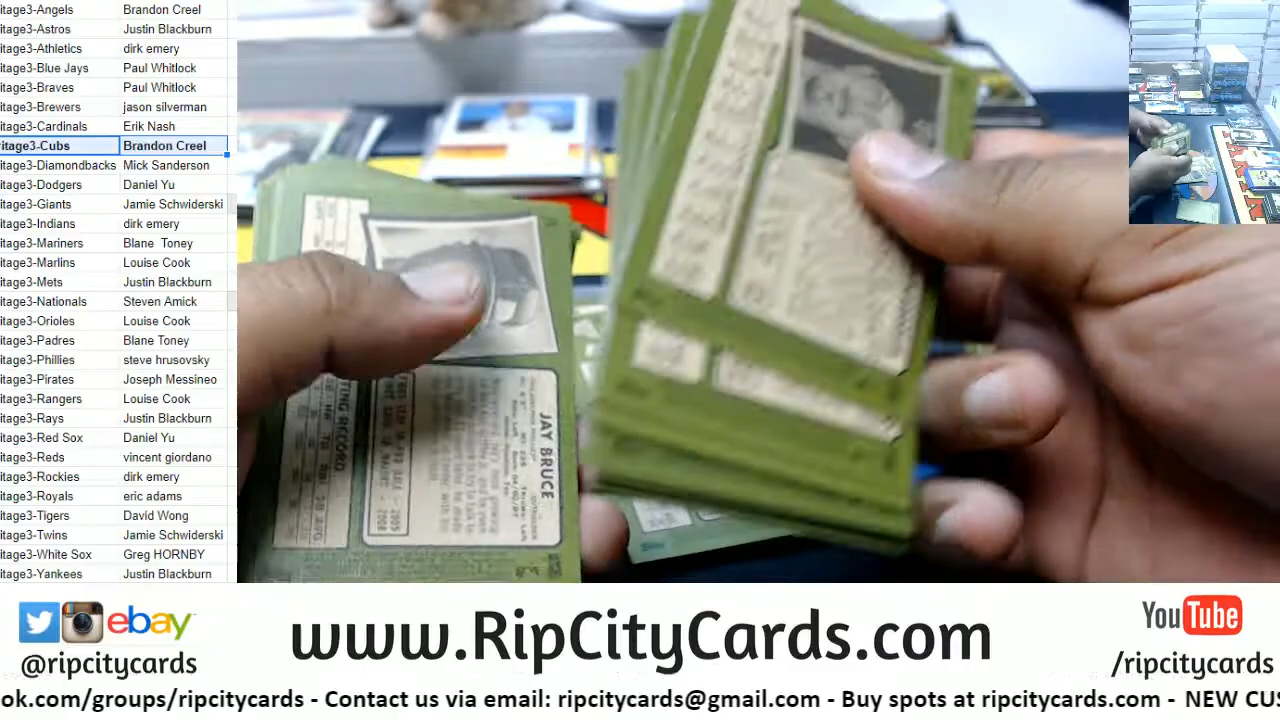 itage3-Angels Brandon Creel
itage3-Astros Justin Blackburn
itage3-Athletics dirk emery
itage3-Blue Jays Paul Whitlock
itage3-Braves Paul Whitlock
itage3-Brewers jason silverman
itage3-Cardinals Erik Nash
ritage3-Cubs Brandon Creel
itage3-Diamondbacks Mick Sanderson
itage3-Dodgers Daniel Yu
itage3-Giants Jamie Schwiderski
itage3-Indians dirk emery
itage3-Mariners Blane Toney
itage3-Marlins Louise Cook
itage3-Mets Justin Blackburn
itage3-Nationals Steven Amick
itage3-Orioles Louise Cook
itage3-Padres Blane Toney
itage3-Phillies steve hrusovsky
itage3-Pirates Joseph Messineo
itage3-Rangers Louise Cook
itage3-Rays Justin Blackburn
itage3-Red Sox Daniel Yu
itage3-Reds vincent giordano
itage3-Rockies dirk emery
itage3-Royals eric adams
itage3-Tigers David Wong
itage3-Twins Jamie Schwiderski
itage3-White Sox Greg HORNBY
itage3-Yankees Justin Blackburn
JAY BRUCE
OUTFIELDER
TING RECORD
ebay
@ripcitycards
www.RipCityCards.com
YouTube
/ripcitycards
ok.com/groups/ripcitycards - Contact us via email: ripcitycards@gmail.com - Buy spots at ripcitycards.com - NEW CUS